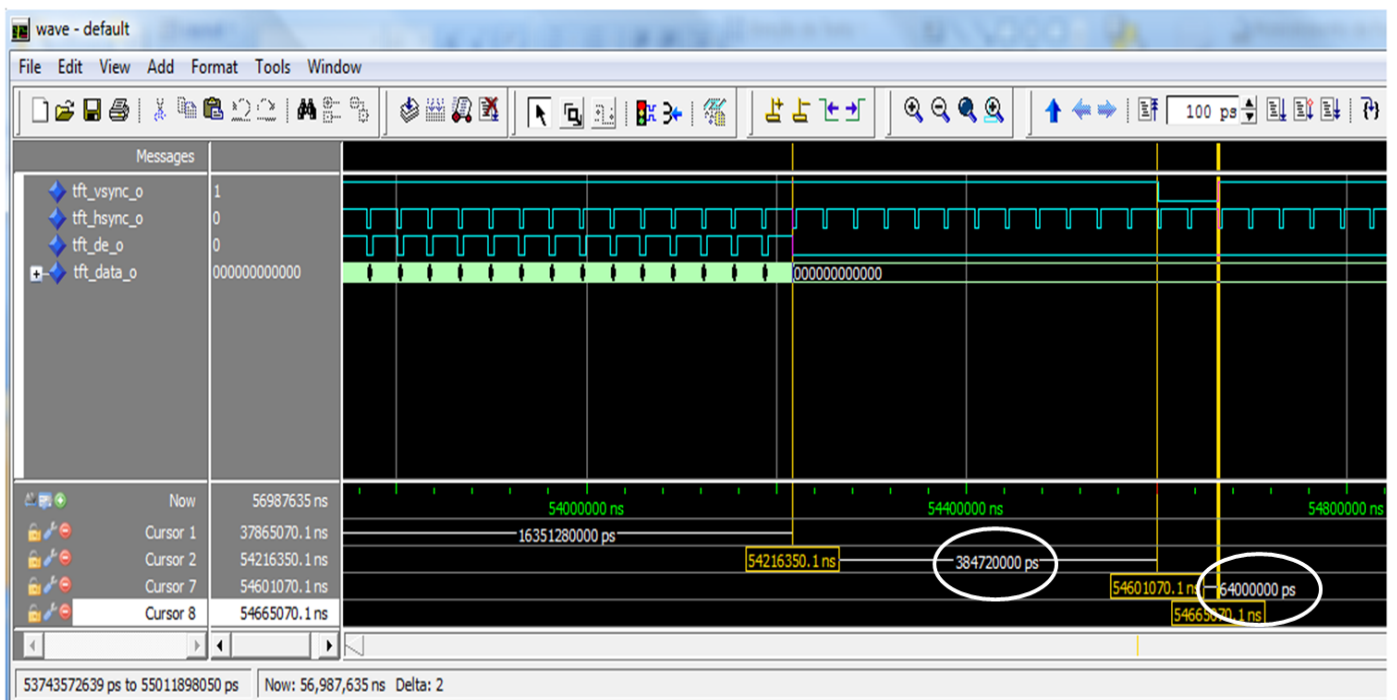 wave - default
File Edit View Add Format Tools Window
100 ps
Messages
tft_vsync_o 1
tft_hsync_o 0
tft_de_o 0
tft_data_o 000000000000 000000000000
Now 56987635 ns 54000000 ns 54400000 ns 54800000 ns
Cursor 1 37865070.1 ns 16351280000 ps
Cursor 2 54216350.1 ns 54216350.1 ns 384720000 ps
Cursor 7 54601070.1 ns 54601070.1 ns 64000000 ps
Cursor 8 54665070.1 ns 54665070.1 ns
53743572639 ps to 55011898050 ps Now: 56,987,635 ns Delta: 2